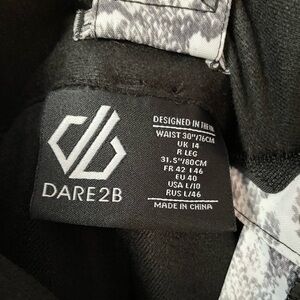 DARE2B
DESIGNED IN THE UK
WAIST 30"/76CM
UK 14
R LEG
31.5"/80CM
FR 42 I 46
EU 40
USA L/10
RUS L/46
MADE IN CHINA